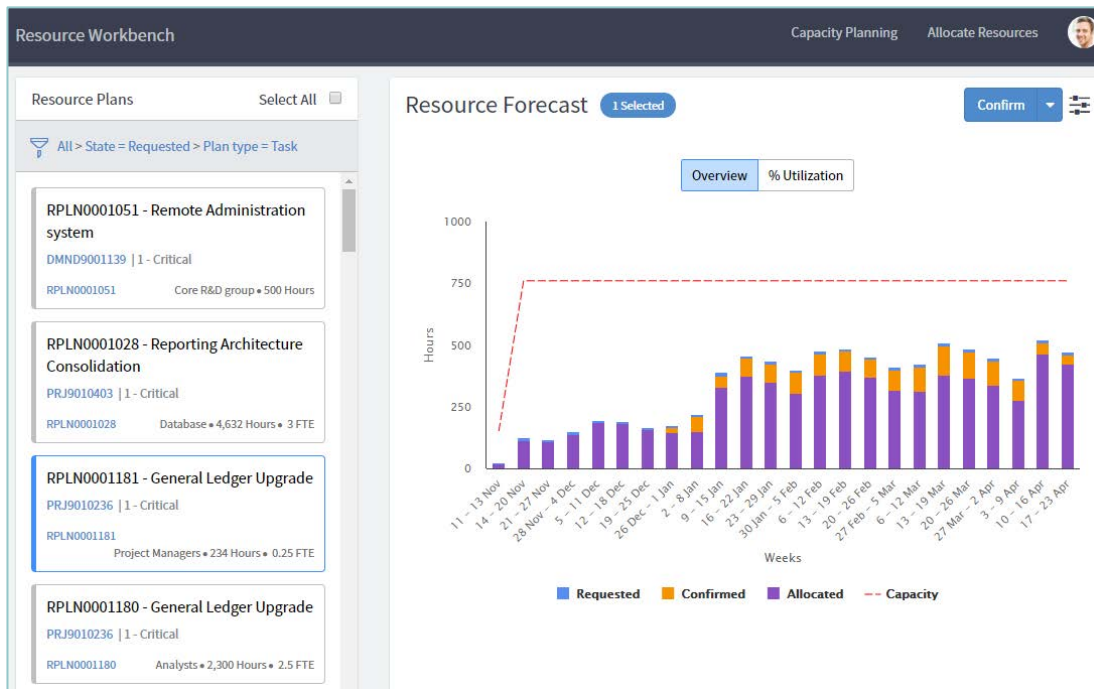 Resource Workbench
Capacity Planning
Allocate Resources
Resource Plans
Select All
All > State = Requested > Plan type = Task
RPLN0001051 - Remote Administration
system
DMND9001139 | 1 - Critical
RPLN0001051
Core R&D group • 500 Hours
RPLN0001028 - Reporting Architecture
Consolidation
PRJ9010403 | 1 - Critical
RPLN0001028
Database • 4,632 Hours • 3 FTE
RPLN0001181 - General Ledger Upgrade
PRJ9010236 | 1 - Critical
RPLN0001181
Project Managers • 234 Hours • 0.25 FTE
RPLN0001180 - General Ledger Upgrade
PRJ9010236 | 1 - Critical
RPLN0001180
Analysts • 2,300 Hours • 2.5 FTE
Resource Forecast
1 Selected
Confirm
Overview
% Utilization
1000
750
500
250
0
Hours
11 - 13 Nov
14 - 20 Nov
21 - 27 Nov
28 Nov - 4 Dec
5 - 11 Dec
12 - 18 Dec
19 - 25 Dec
26 Dec - 1 Jan
2 - 8 Jan
9 - 15 Jan
16 - 22 Jan
23 - 29 Jan
30 Jan - 5 Feb
6 - 12 Feb
13 - 19 Feb
20 - 26 Feb
27 Feb - 5 Mar
6 - 12 Mar
13 - 19 Mar
20 - 26 Mar
27 Mar - 2 Apr
3 - 9 Apr
10 - 16 Apr
17 - 23 Apr
Weeks
Requested
Confirmed
Allocated
Capacity